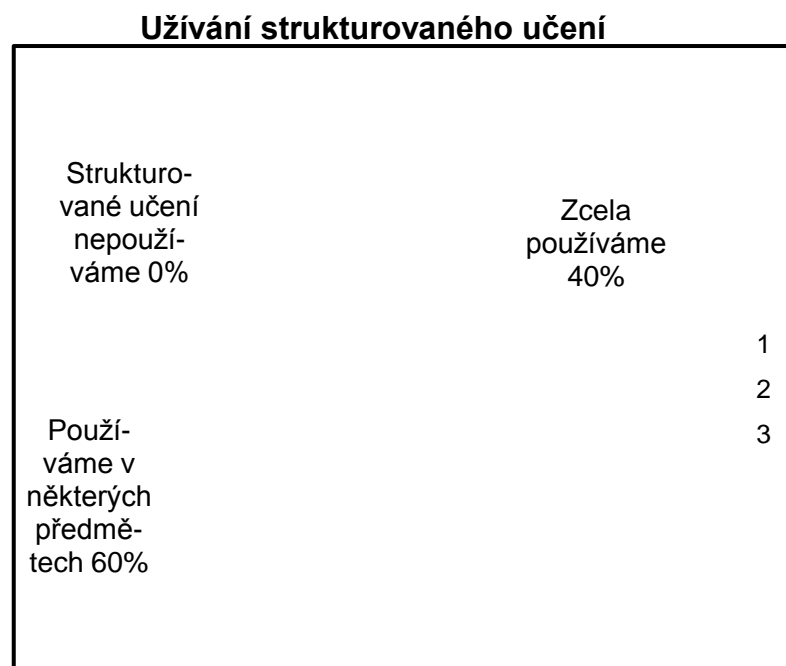 Užívání strukturovaného učení
Strukturo-
vané učení
nepouží-
váme 0%
Zcela
používáme
40%
1
2
3
Použí-
váme v
některých
předmě-
tech 60%